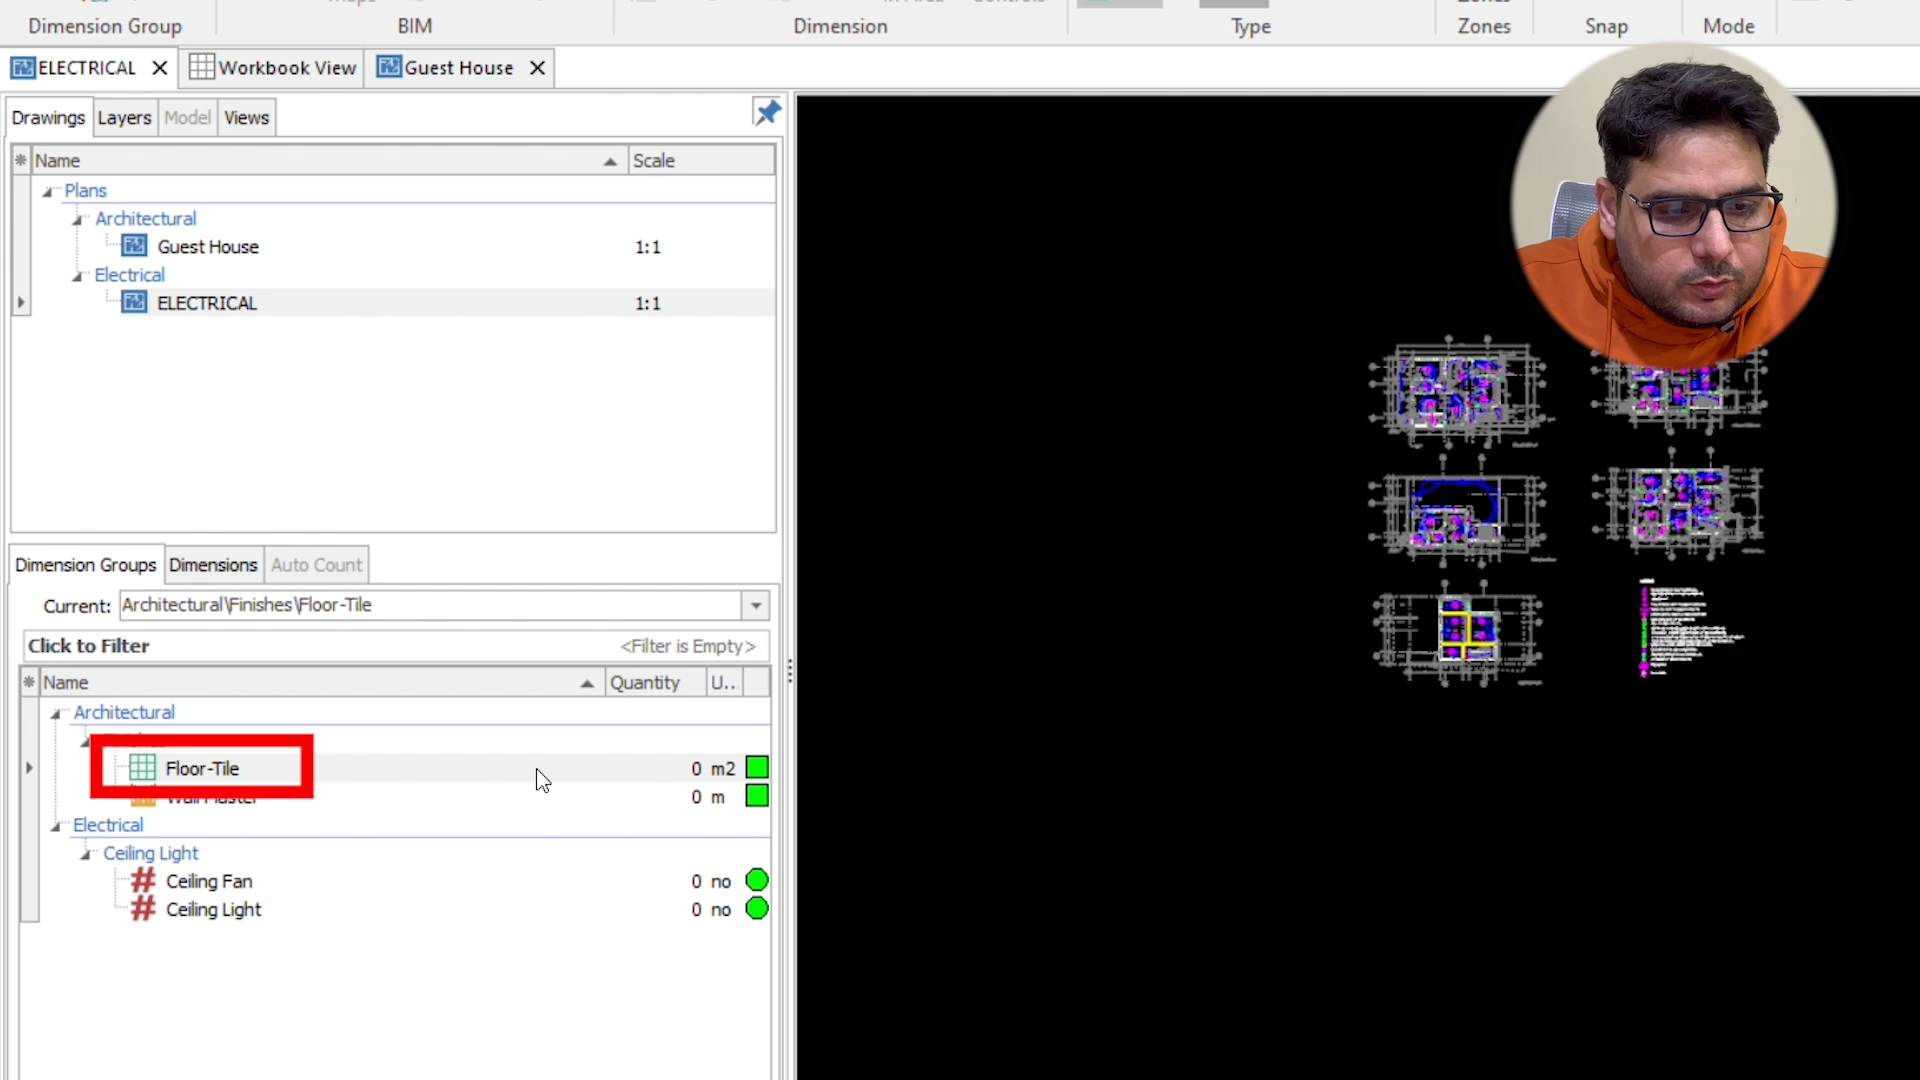 Dimension Group BIM Dimension Type Zones Snap Mode
ELECTRICAL Workbook View Guest House
Drawings Layers Model Views
Name Scale
Plans
Architectural
Guest House 1:1
Electrical
ELECTRICAL 1:1
Dimension Groups Dimensions Auto Count
Current: Architectural\Finishes\Floor-Tile
Click to Filter <Filter is Empty>
Name Quantity U..
Architectural
Floor-Tile 0 m2
0 m
Electrical
Ceiling Light
Ceiling Fan 0 no
Ceiling Light 0 no